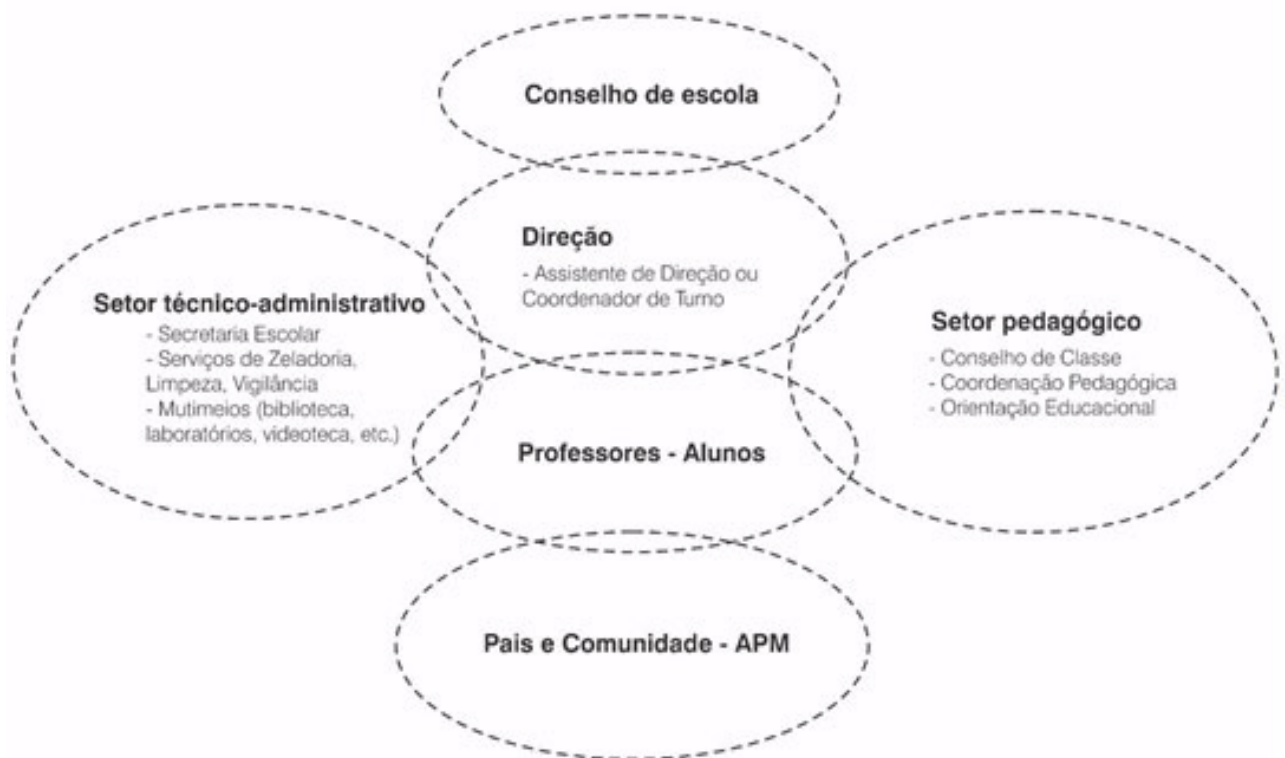 Conselho de escola
Direção
- Assistente de Direção ou
Coordenador de Turno
Setor técnico-administrativo
- Secretaria Escolar
- Serviços de Zeladoria,
Limpeza, Vigilância
- Mutimeios (biblioteca,
laboratórios, videoteca, etc.)
Setor pedagógico
- Conselho de Classe
- Coordenação Pedagógica
- Orientação Educacional
Professores - Alunos
Pais e Comunidade - APM